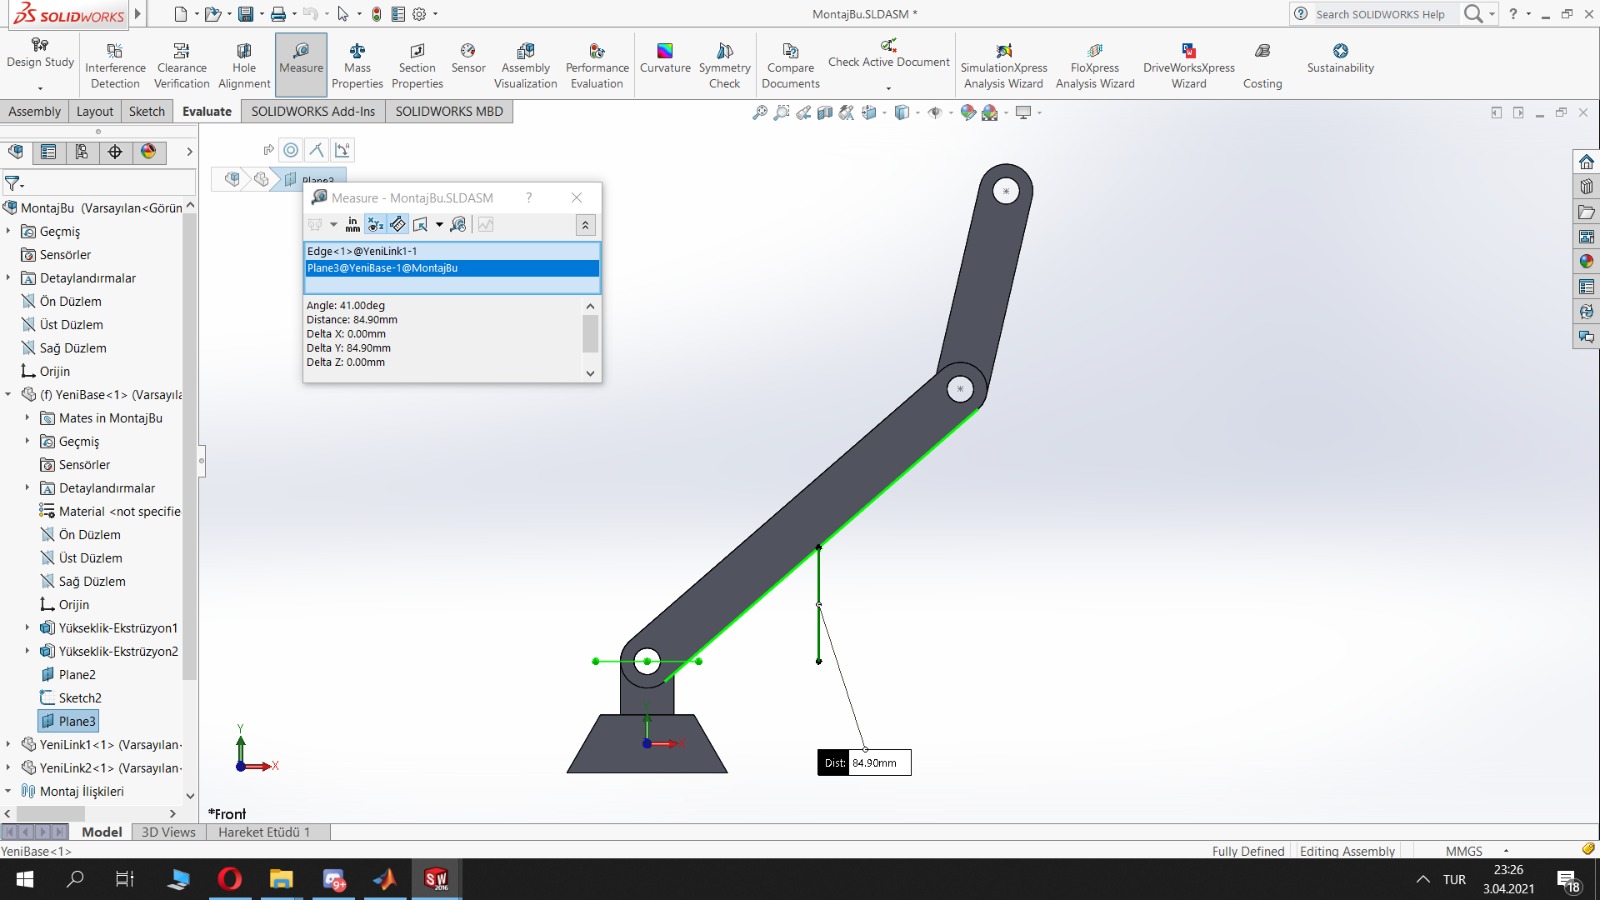 SOLIDWORKS
MontajBu.SLDASM *
Search SOLIDWORKS Help
Design Study
Interference Detection
Clearance Verification
Hole Alignment
Measure
Mass Properties
Section Properties
Sensor
Assembly Visualization
Performance Evaluation
Curvature
Symmetry Check
Compare Documents
Check Active Document
SimulationXpress Analysis Wizard
FloXpress Analysis Wizard
DriveWorksXpress Wizard
Costing
Sustainability
Assembly
Layout
Sketch
Evaluate
SOLIDWORKS Add-Ins
SOLIDWORKS MBD
Plane3
Measure - MontajBu.SLDASM
?
in
mm
Edge<1>@YeniLink1-1
Plane3@YeniBase-1@MontajBu
Angle: 41.00deg
Distance: 84.90mm
Delta X: 0.00mm
Delta Y: 84.90mm
Delta Z: 0.00mm
MontajBu (Varsayılan<Görün
Geçmiş
Sensörler
Detaylandırmalar
Ön Düzlem
Üst Düzlem
Sağ Düzlem
Orijin
(f) YeniBase<1> (Varsayıla
Mates in MontajBu
Geçmiş
Sensörler
Detaylandırmalar
Material <not specifie
Ön Düzlem
Üst Düzlem
Sağ Düzlem
Orijin
Yükseklik-Ekstrüzyon1
Yükseklik-Ekstrüzyon2
Plane2
Sketch2
Plane3
YeniLink1<1> (Varsayılan-
YeniLink2<1> (Varsayılan-
Montaj İlişkileri
Y
X
Dist: 84.90mm
*Front
Model
3D Views
Hareket Etüdü 1
YeniBase<1>
Fully Defined
Editing Assembly
MMGS
9+
SW
2016
TUR
23:26
3.04.2021
18